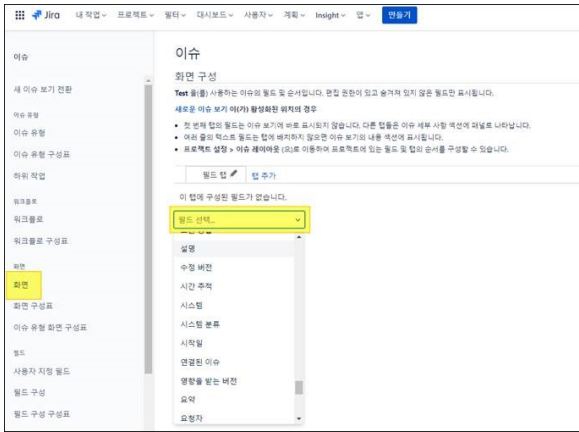 Jira 내 작업 프로젝트 필터 대시보드 사용자 계획 Insight 앱 만들기
이슈
새 이슈 보기 전환
이슈 유형
이슈 유형
이슈 유형 구성표
하위 작업
워크플로
워크플로
워크플로 구성표
화면
화면
화면 구성표
이슈 유형 화면 구성표
필드
사용자 지정 필드
필드 구성
필드 구성 구성표
이슈
화면 구성
Test 을(를) 사용하는 이슈의 필드 및 순서입니다. 편집 권한이 있고 숨겨져 있지 않은 필드만 표시됩니다.
새로운 이슈 보기 이(가) 활성화된 위치의 경우
• 첫 번째 탭의 필드는 이슈 보기에 바로 표시되지 않습니다. 다른 탭들은 이슈 세부 사항 섹션에 패널로 나타납니다.
• 여러 줄의 텍스트 필드는 탭에 배치하지 않으면 이슈 보기의 내용 섹션에 표시됩니다.
• 프로젝트 설정 > 이슈 레이아웃 (으)로 이동하여 프로젝트에 있는 필드 및 탭의 순서를 구성할 수 있습니다.
필드 탭 탭 추가
이 탭에 구성된 필드가 없습니다.
필드 선택...
설명
수정 버전
시간 추적
시스템
시스템 분류
시작일
연결된 이슈
영향을 받는 버전
요약
요청자